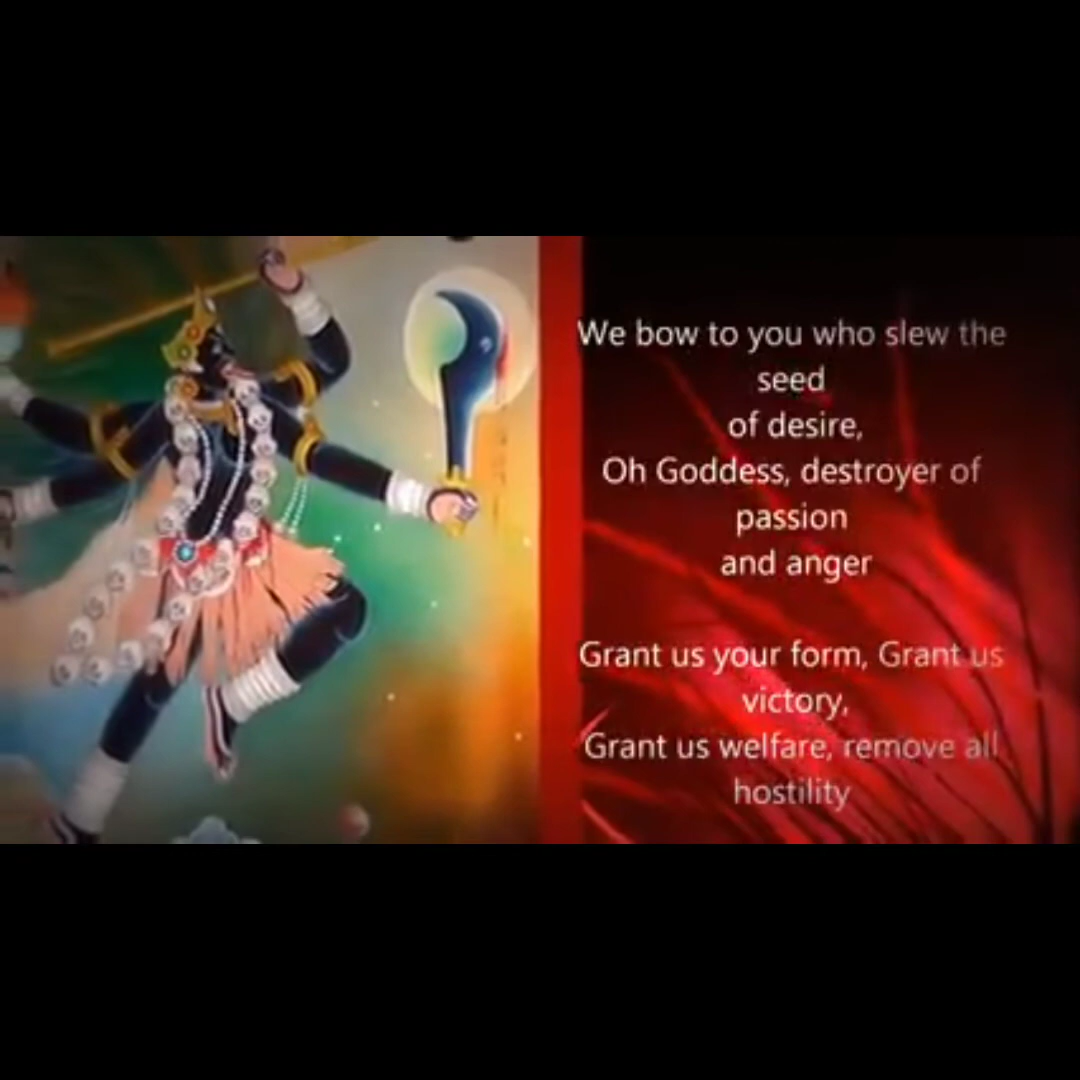 We bow to you who slew the
seed
of desire,
Oh Goddess, destroyer of
passion
and anger
Grant us your form, Grant us
victory,
Grant us welfare, remove all
hostility